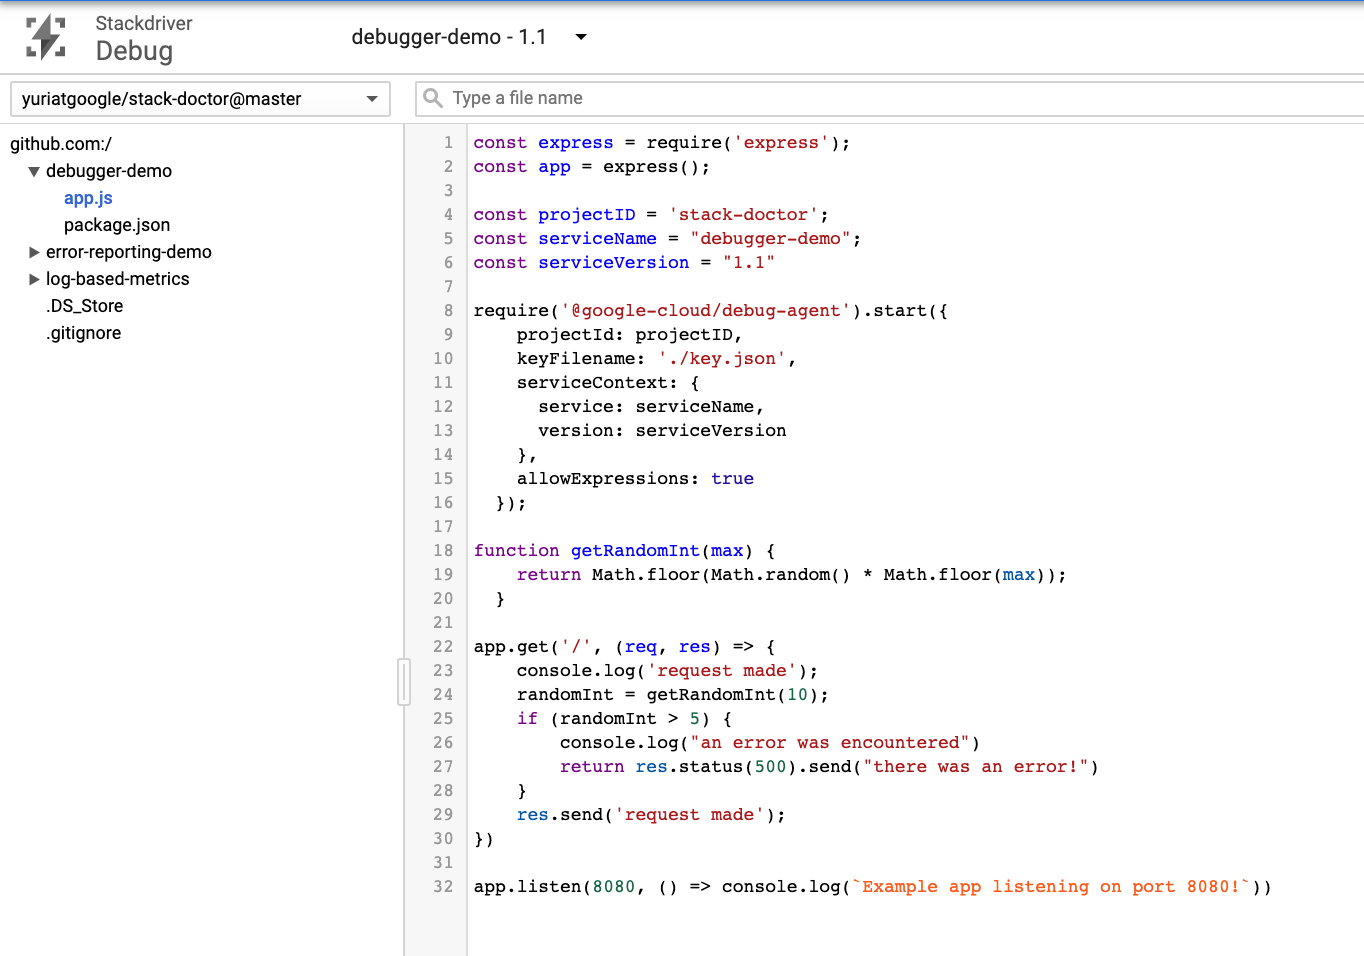 Stackdriver
Debug
debugger-demo - 1.1
yuriatgoogle/stack-doctor@master
Type a file name
github.com:/
debugger-demo
app.js
package.json
error-reporting-demo
log-based-metrics
.DS_Store
.gitignore
1 const express = require('express');
2 const app = express();
3
4 const projectID = 'stack-doctor';
5 const serviceName = "debugger-demo";
6 const serviceVersion = "1.1"
7
8 require('@google-cloud/debug-agent').start({
9     projectId: projectID,
10     keyFilename: './key.json',
11     serviceContext: {
12       service: serviceName,
13       version: serviceVersion
14     },
15     allowExpressions: true
16   });
17
18 function getRandomInt(max) {
19     return Math.floor(Math.random() * Math.floor(max));
20   }
21
22 app.get('/', (req, res) => {
23     console.log('request made');
24     randomInt = getRandomInt(10);
25     if (randomInt > 5) {
26         console.log("an error was encountered")
27         return res.status(500).send("there was an error!")
28     }
29     res.send('request made');
30 })
31
32 app.listen(8080, () => console.log(`Example app listening on port 8080!`))